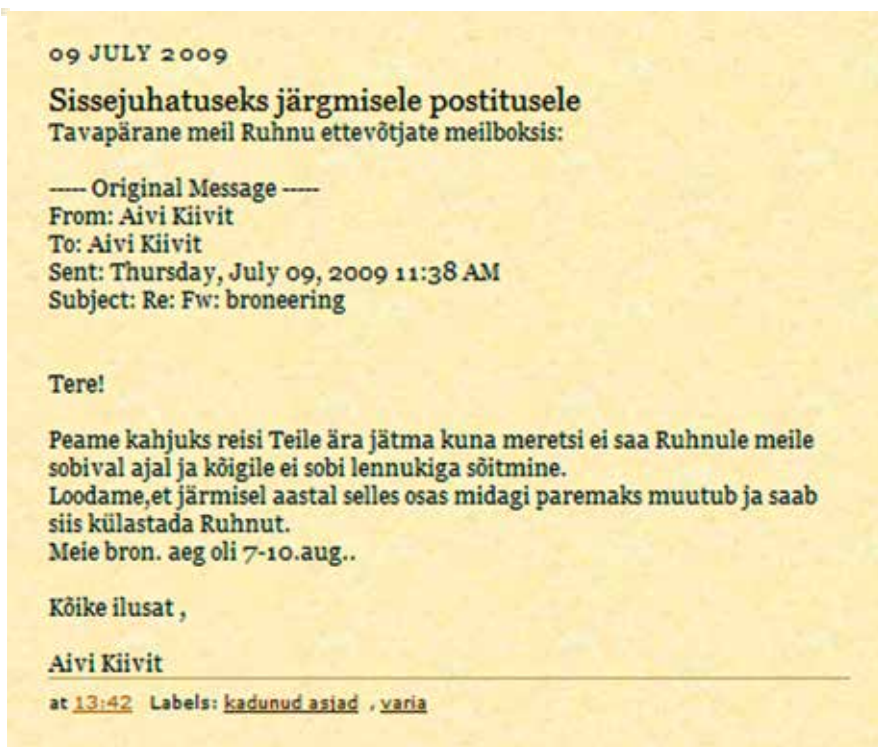 09 JULY 2009
Sissejuhatuseks järgmisele postitusele
Tavapärane meil Ruhnu ettevõtjate meilboksis:
----- Original Message -----
From: Aivi Kiivit
To: Aivi Kiivit
Sent: Thursday, July 09, 2009 11:38 AM
Subject: Re: Fw: broneering
Tere!
Peame kahjuks reisi Teile ära jätma kuna meretsi ei saa Ruhnule meile
sobival ajal ja kõigile ei sobi lennukiga sõitmine.
Loodame,et järmisel aastal selles osas midagi paremaks muutub ja saab
siis külastada Ruhnut.
Meie bron. aeg oli 7-10.aug..
Kõike ilusat ,
Aivi Kiivit
at 13:42 Labels: kadunud asjad , varia